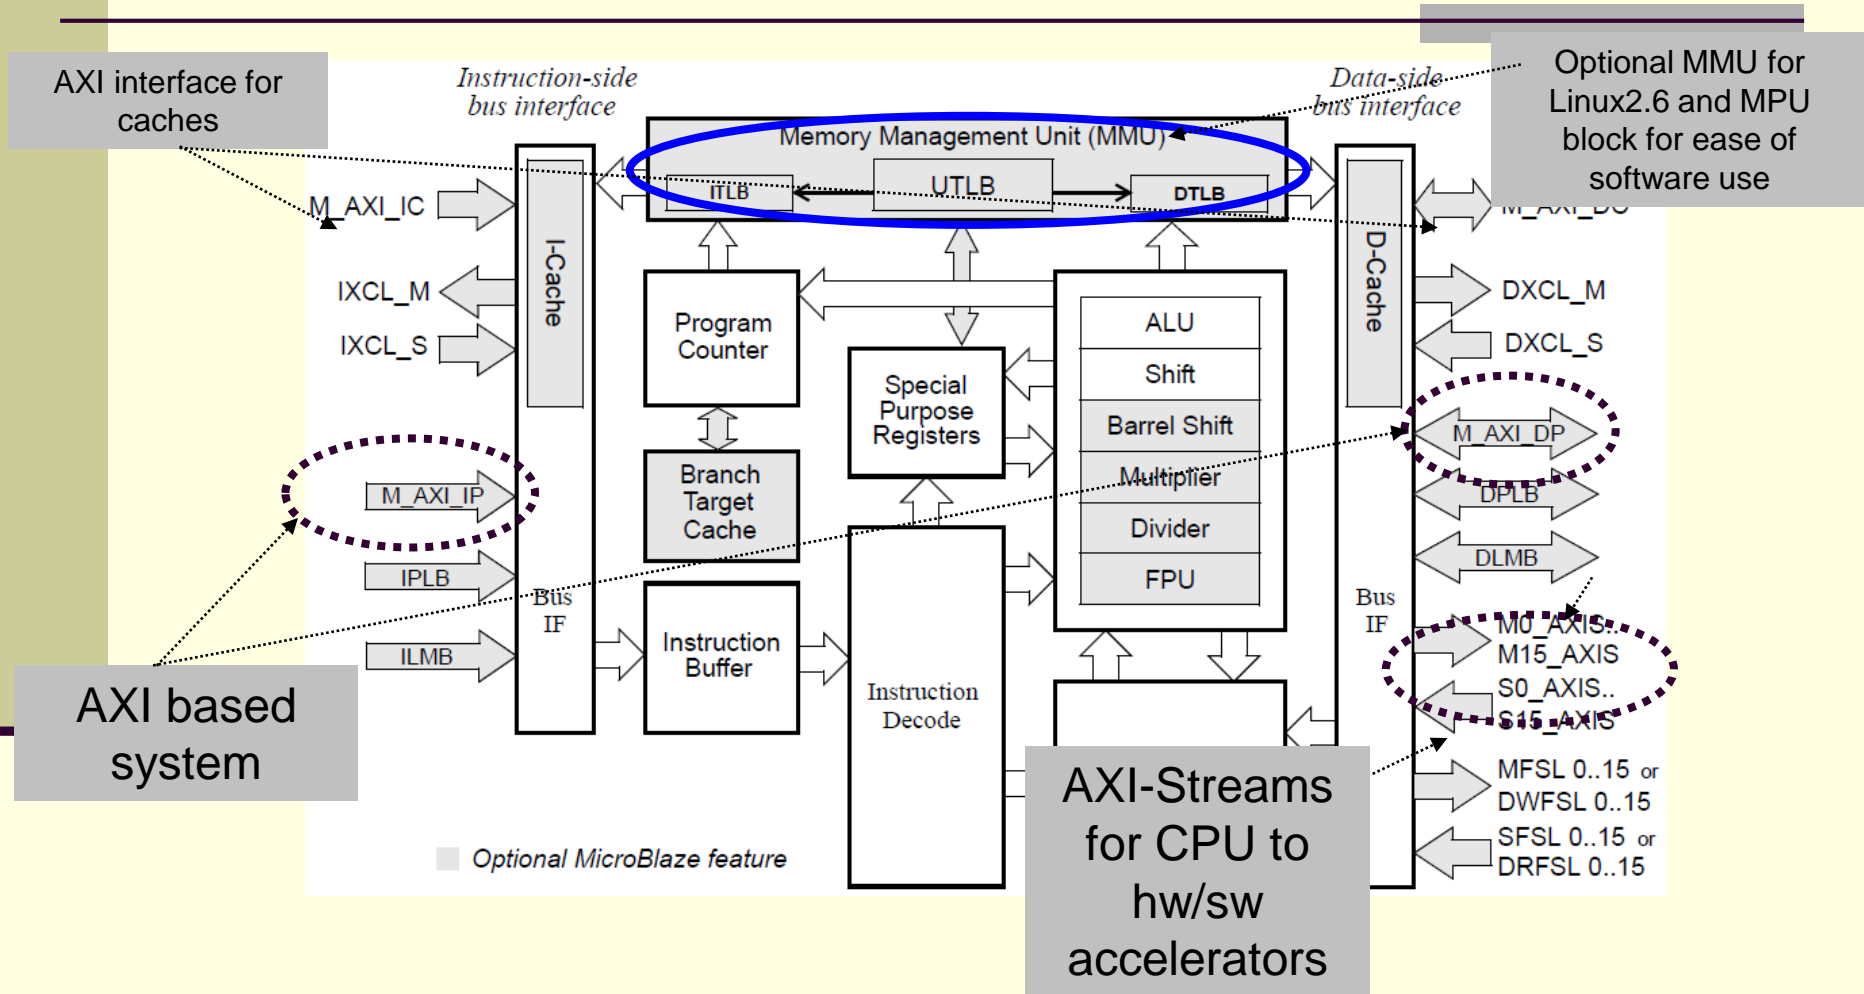 AXI interface for
caches
Instruction-side
bus interface
Data-side
bus interface
Optional MMU for
Linux2.6 and MPU
block for ease of
software use
Memory Management Unit (MMU)
ITLB
UTLB
DTLB
M_AXI_IC
IXCL_M
IXCL_S
M_AXI_IP
IPLB
ILMB
I-Cache
Bus
IF
Program
Counter
Branch
Target
Cache
Instruction
Buffer
Special
Purpose
Registers
Instruction
Decode
ALU
Shift
Barrel Shift
Multiplier
Divider
FPU
D-Cache
Bus
IF
DXCL_M
DXCL_S
M_AXI_DP
DPLB
DLMB
M0_AXIS..
M15_AXIS
S0_AXIS..
S15_AXIS
MFSL 0..15 or
DWFSL 0..15
SFSL 0..15 or
DRFSL 0..15
AXI based
system
AXI-Streams
for CPU to
hw/sw
accelerators
Optional MicroBlaze feature